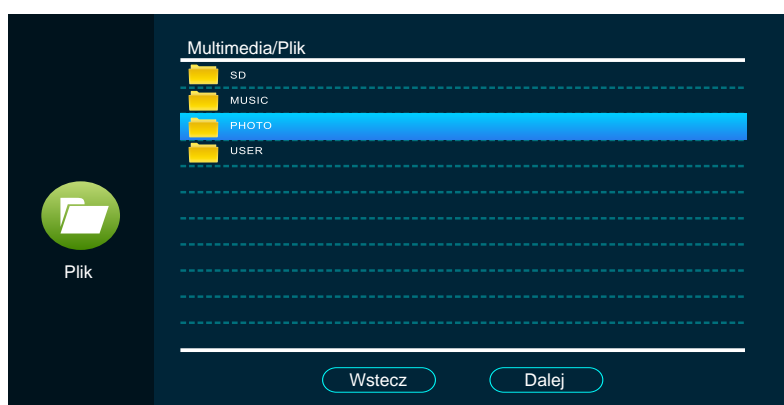 Multimedia/Plik
SD
MUSIC
PHOTO
USER
Plik
Wstecz
Dalej